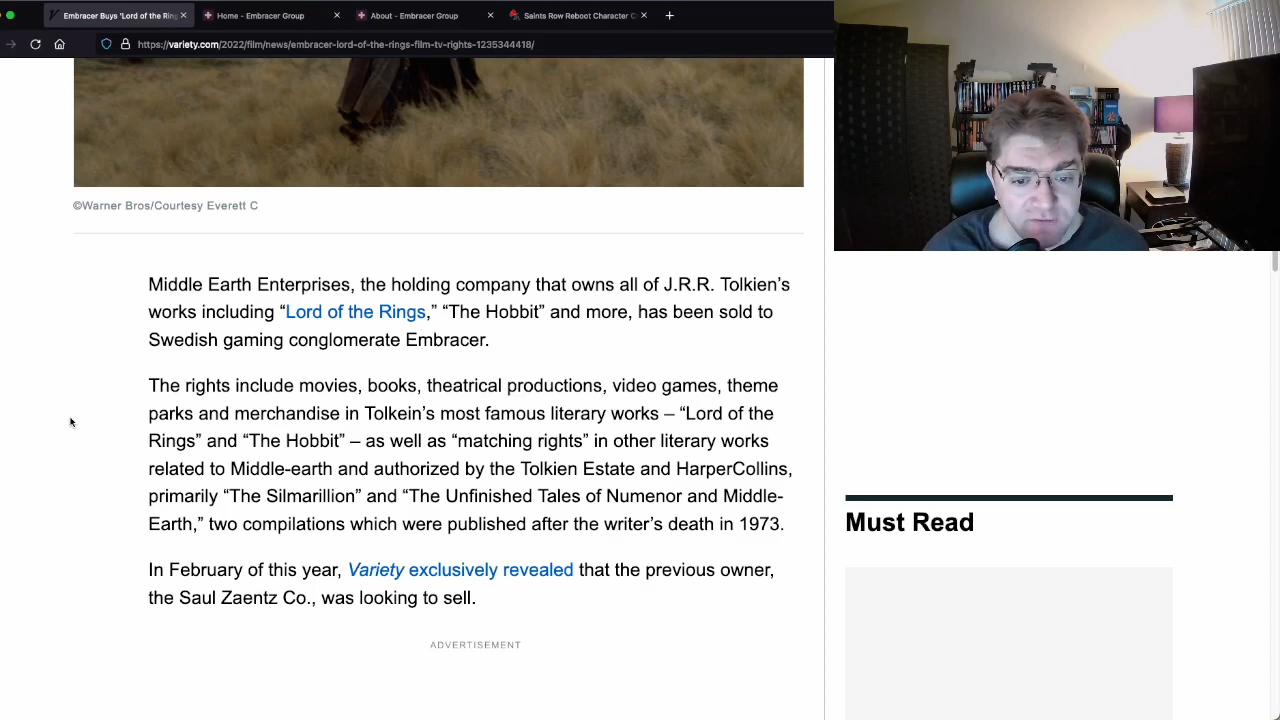 Embracer Buys 'Lord of the Rin
Home - Embracer Group
About - Embracer Group
Saints Row Reboot Character C
https://variety.com/2022/film/news/embracer-lord-of-the-rings-film-tv-rights-1235344418/
©Warner Bros/Courtesy Everett C
Middle Earth Enterprises, the holding company that owns all of J.R.R. Tolkien's
works including “Lord of the Rings,” “The Hobbit” and more, has been sold to
Swedish gaming conglomerate Embracer.
The rights include movies, books, theatrical productions, video games, theme
parks and merchandise in Tolkein's most famous literary works – “Lord of the
Rings” and “The Hobbit” – as well as “matching rights” in other literary works
related to Middle-earth and authorized by the Tolkien Estate and HarperCollins,
primarily “The Silmarillion” and “The Unfinished Tales of Numenor and Middle-
Earth,” two compilations which were published after the writer's death in 1973.
In February of this year, Variety exclusively revealed that the previous owner,
the Saul Zaentz Co., was looking to sell.
ADVERTISEMENT
Must Read